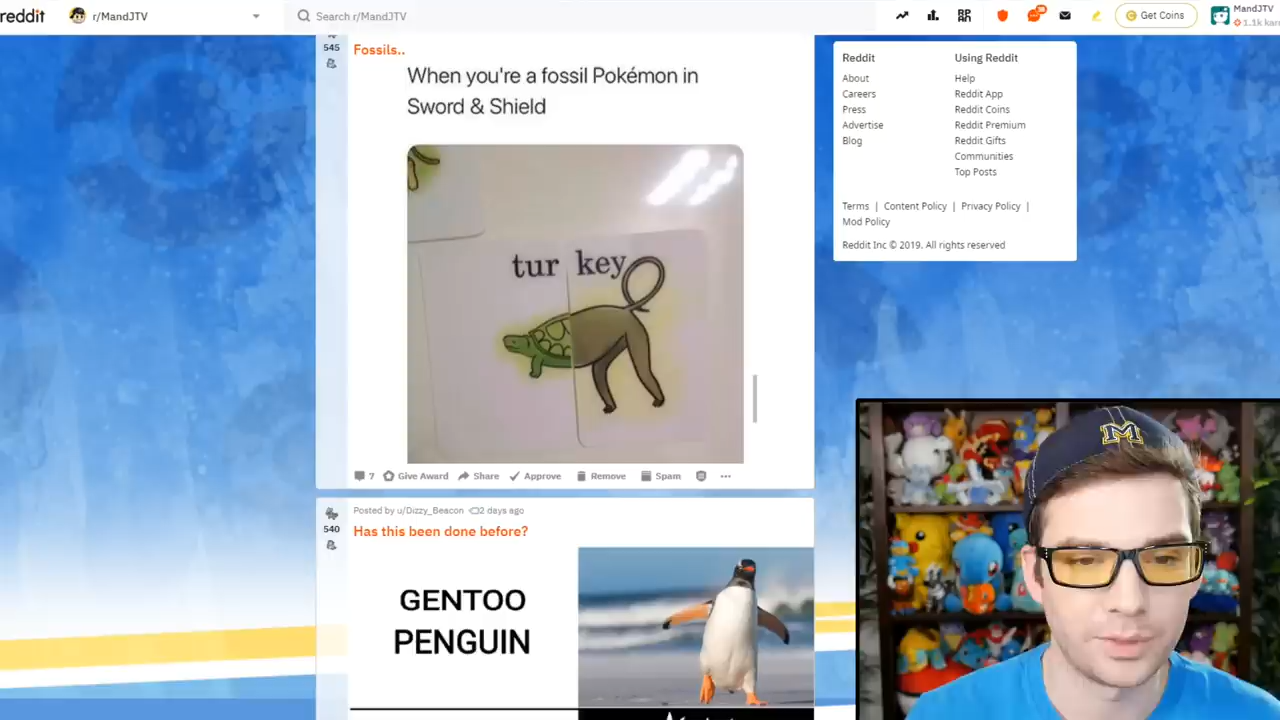 reddit
r/MandJTV
Search r/MandJTV
Get Coins
MandJTV
545
Fossils..
When you're a fossil Pokémon in
Sword & Shield
tur key
7 Give Award Share Approve Remove Spam
540
Posted by u/Dizzy_Beacon 2 days ago
Has this been done before?
GENTOO
PENGUIN
Reddit
Using Reddit
About
Help
Careers
Reddit App
Press
Reddit Coins
Advertise
Reddit Premium
Blog
Reddit Gifts
Communities
Top Posts
Terms | Content Policy | Privacy Policy |
Mod Policy
Reddit Inc © 2019. All rights reserved
M